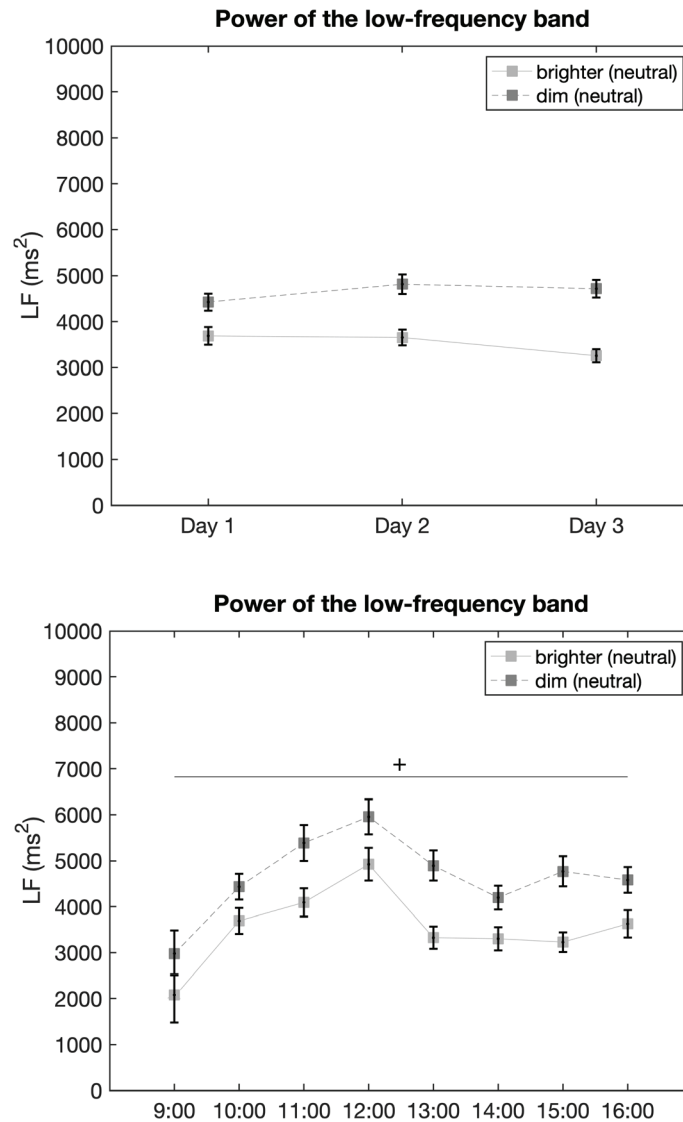 Power of the low-frequency band
10000
9000
8000
7000
6000
5000
4000
3000
2000
1000
0
LF (ms²)
brighter (neutral)
dim (neutral)
Day 1 Day 2 Day 3
Power of the low-frequency band
10000
9000
8000
7000
6000
5000
4000
3000
2000
1000
0
LF (ms²)
brighter (neutral)
dim (neutral)
+
9:00 10:00 11:00 12:00 13:00 14:00 15:00 16:00